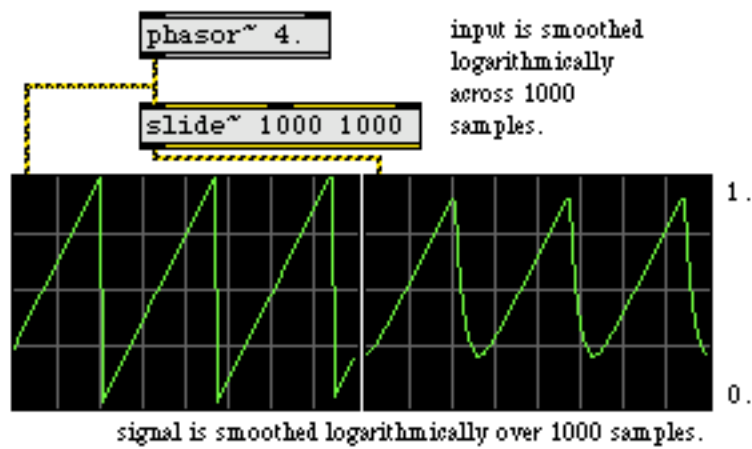 phasor~ 4.
input is smoothed
logarithmically
across 1000
samples.
slide~ 1000 1000
1.
0.
signal is smoothed logarithmically over 1000 samples.